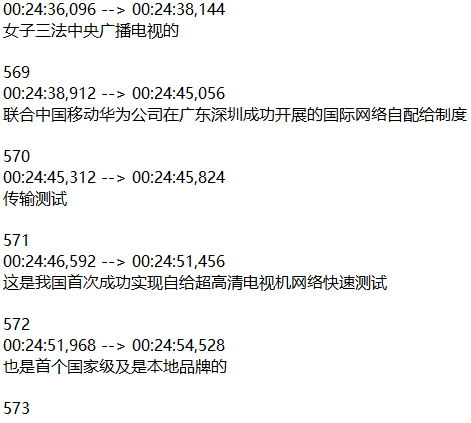 00:24:36,096 --> 00:24:38,144
女子三法中央广播电视的
569
00:24:38,912 --> 00:24:45,056
联合中国移动华为公司在广东深圳成功开展的国际网络自配给制度
570
00:24:45,312 --> 00:24:45,824
传输测试
571
00:24:46,592 --> 00:24:51,456
这是我国首次成功实现自给超高清电视机网络快速测试
572
00:24:51,968 --> 00:24:54,528
也是首个国家级及是本地品牌的
573